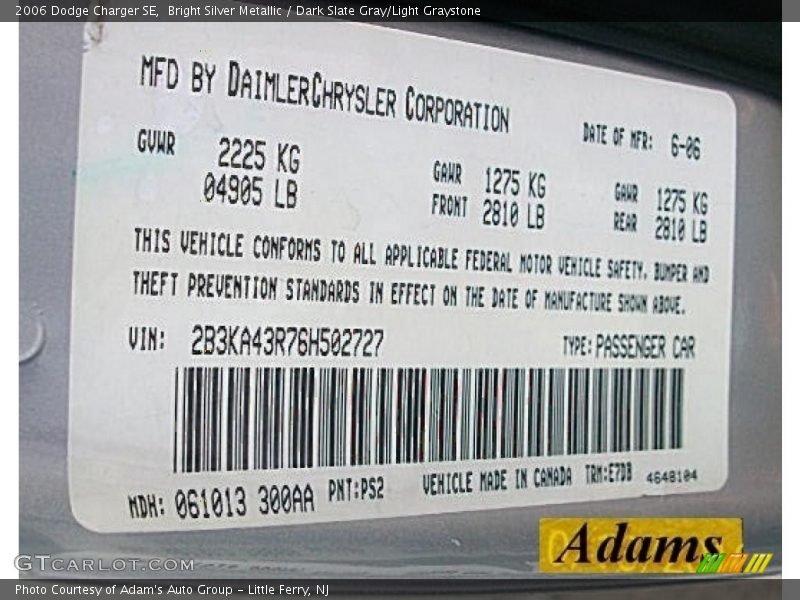 2006 Dodge Charger SE,  Bright Silver Metallic / Dark Slate Gray/Light Graystone
MFD BY DAIMLERCHRYSLER CORPORATION
DATE OF MFR: 6-06
GVWR 2225 KG
04905 LB
GAWR 1275 KG
FRONT 2810 LB
GAWR 1275 KG
REAR 2810 LB
THIS VEHICLE CONFORMS TO ALL APPLICABLE FEDERAL MOTOR VEHICLE SAFETY, BUMPER AND
THEFT PREVENTION STANDARDS IN EFFECT ON THE DATE OF MANUFACTURE SHOWN ABOVE.
VIN: 2B3KA43R76H502727
TYPE: PASSENGER CAR
MDH: 061013 300AA PNT:PS2 VEHICLE MADE IN CANADA TRM:E7DB 4648104
Adams
GTCARLOT.COM
Photo Courtesy of Adam's Auto Group - Little Ferry, NJ